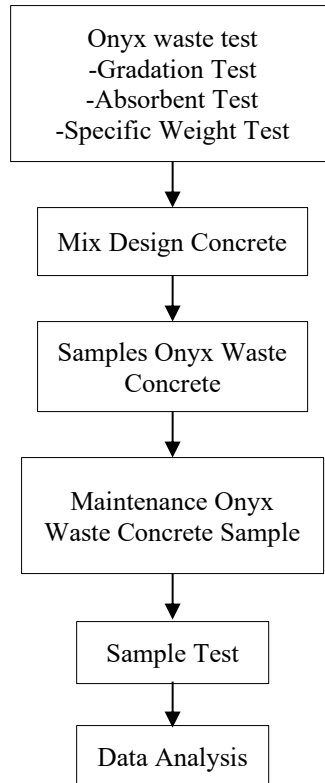 Onyx waste test
-Gradation Test
-Absorbent Test
-Specific Weight Test
Mix Design Concrete
Samples Onyx Waste
Concrete
Maintenance Onyx
Waste Concrete Sample
Sample Test
Data Analysis